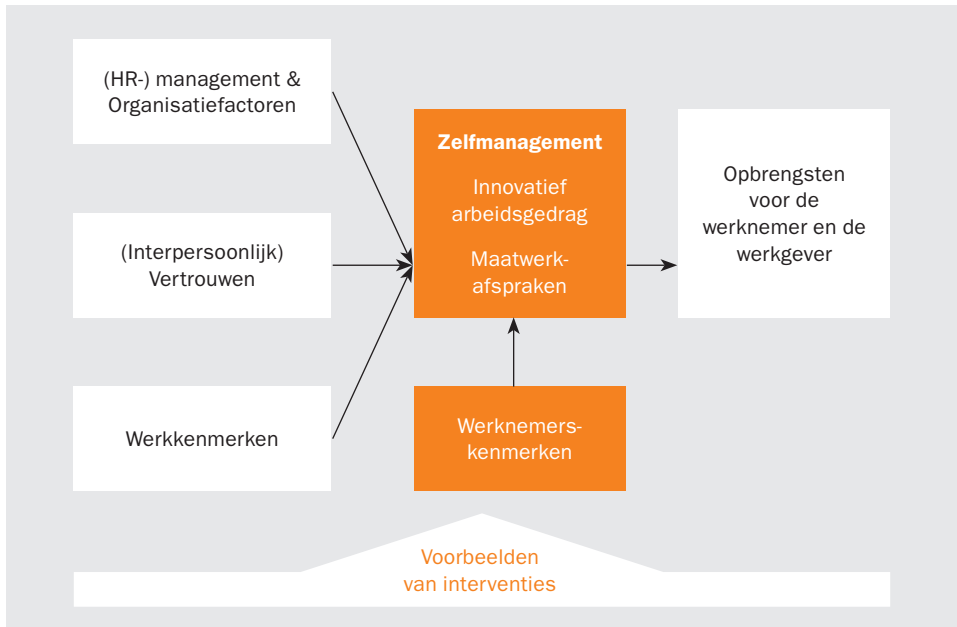 (HR-) management &
Organisatiefactoren
(Interpersoonlijk)
Vertrouwen
Werkkenmerken
Zelfmanagement
Innovatief
arbeidsgedrag
Maatwerk-
afspraken
Werknemers-
kenmerken
Opbrengsten
voor de
werknemer en de
werkgever
Voorbeelden
van interventies